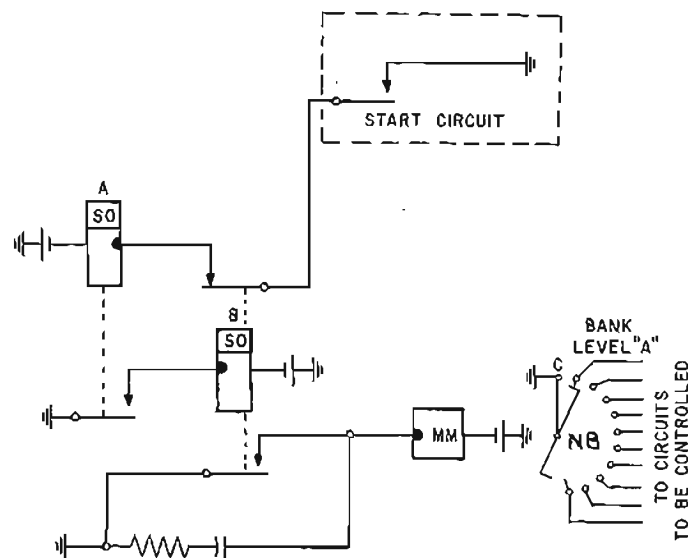 START CIRCUIT
A
SO
B
SO
MM
BANK
LEVEL "A"
C
NB
TO CIRCUITS
TO BE CONTROLLED